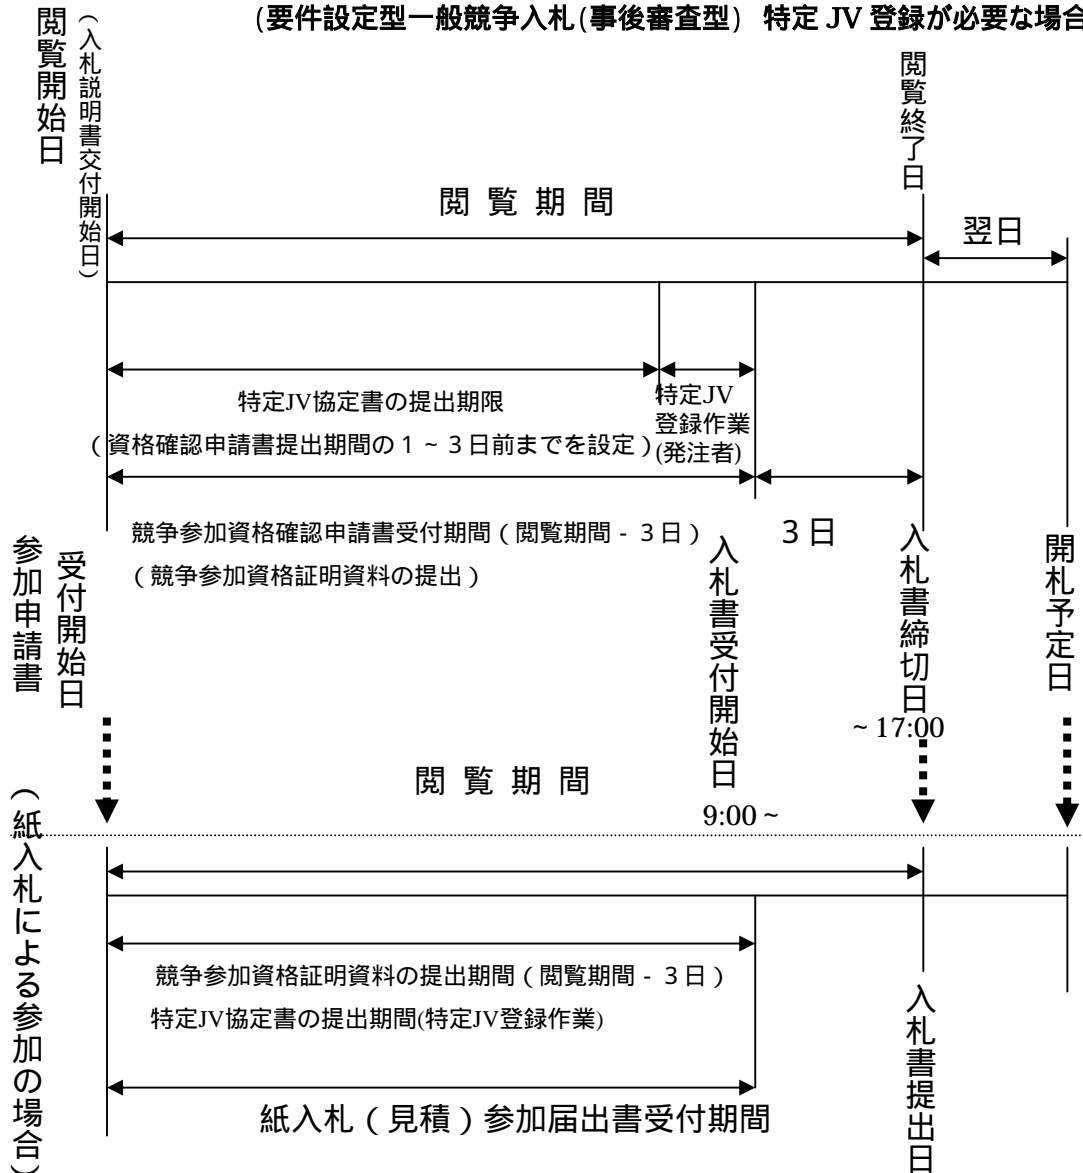 (要件設定型一般競争入札(事後審査型) 特定 JV 登録が必要な場合
閲覧開始日
(入札説明書交付開始日)
閲覧終了日
閲 覧 期 間
翌日
特定JV協定書の提出期限
(資格確認申請書提出期間の１~３日前までを設定)
特定JV
登録作業
(発注者)
競争参加資格確認申請書受付期間(閲覧期間-３日)
(競争参加資格証明資料の提出)
３日
参加申請書
受付開始日
入札書受付開始日
9:00 ~
入札書締切日
~ 17:00
開札予定日
閲 覧 期 間
(紙入札による参加の場合)
競争参加資格証明資料の提出期間(閲覧期間-３日)
特定JV協定書の提出期間(特定JV登録作業)
紙入札(見積)参加届出書受付期間
入札書提出日